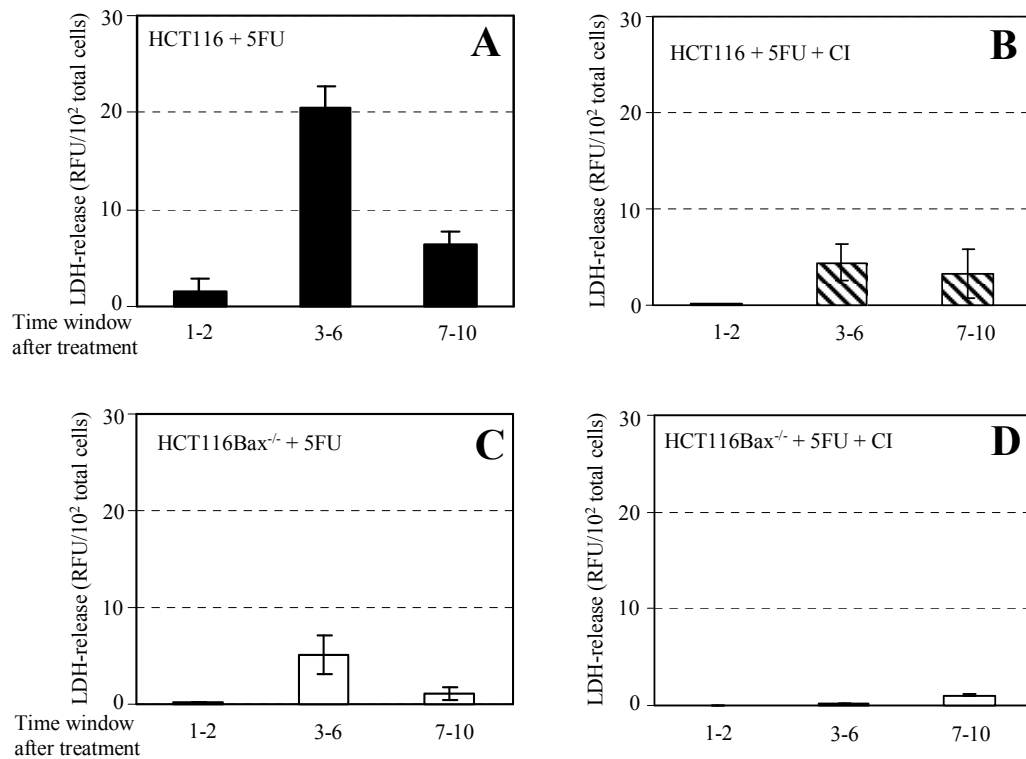 LDH-release (RFU/10² total cells)
30
20
10
0
HCT116 + 5FU
A
Time window
after treatment
1-2
3-6
7-10
LDH-release (RFU/10² total cells)
30
20
10
0
HCT116 + 5FU + CI
B
1-2
3-6
7-10
LDH-release (RFU/10² total cells)
30
20
10
0
HCT116Bax⁻/⁻ + 5FU
C
Time window
after treatment
1-2
3-6
7-10
LDH-release (RFU/10² total cells)
30
20
10
0
HCT116Bax⁻/⁻ + 5FU + CI
D
1-2
3-6
7-10